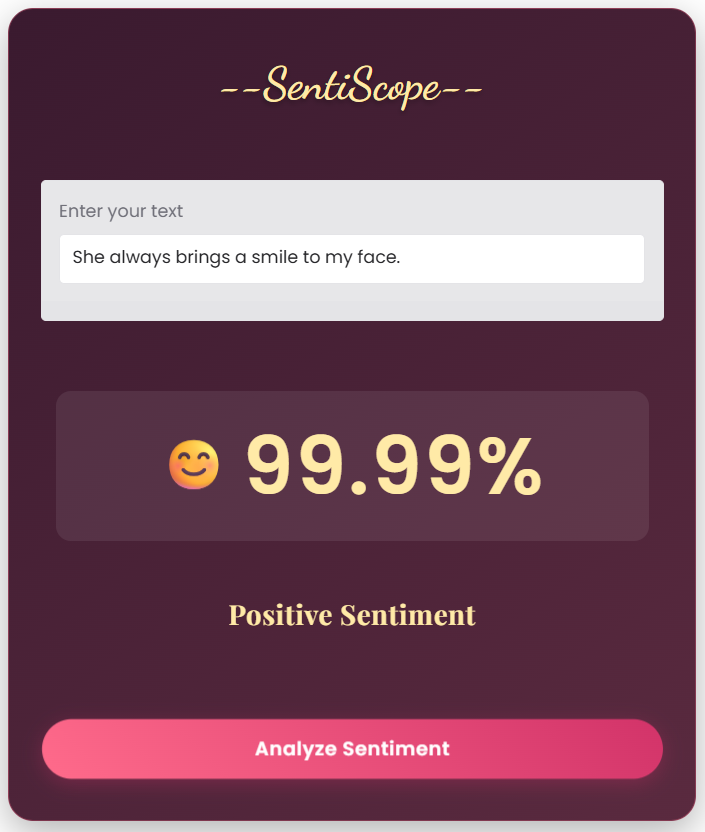 --SentiScope--
Enter your text
She always brings a smile to my face.
😊 99.99%
Positive Sentiment
Analyze Sentiment